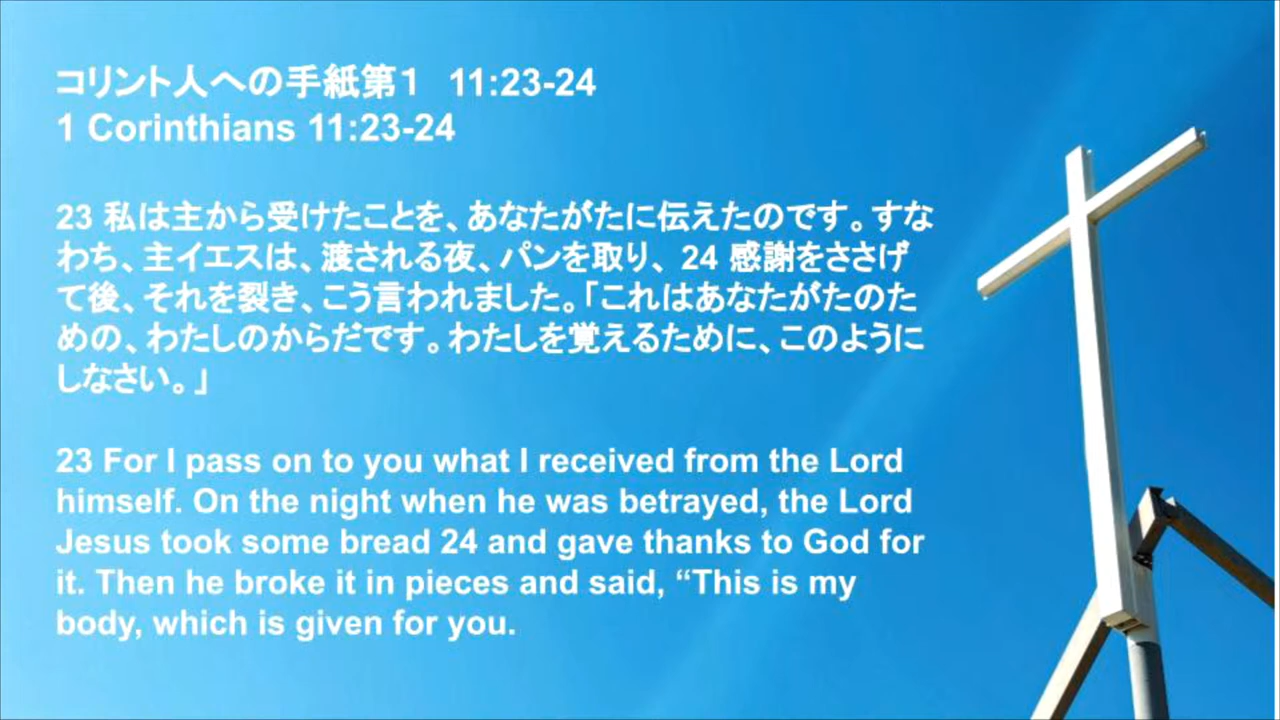 コリント人への手紙第１ 11:23-24
1 Corinthians 11:23-24
23 私は主から受けたことを、あなたがたに伝えたのです。すな
わち、主イエスは、渡される夜、パンを取り、 24 感謝をささげ
て後、それを裂き、こう言われました。「これはあなたがたのた
めの、わたしのからだです。わたしを覚えるために、このように
しなさい。」
23 For I pass on to you what I received from the Lord
himself. On the night when he was betrayed, the Lord
Jesus took some bread 24 and gave thanks to God for
it. Then he broke it in pieces and said, “This is my
body, which is given for you.